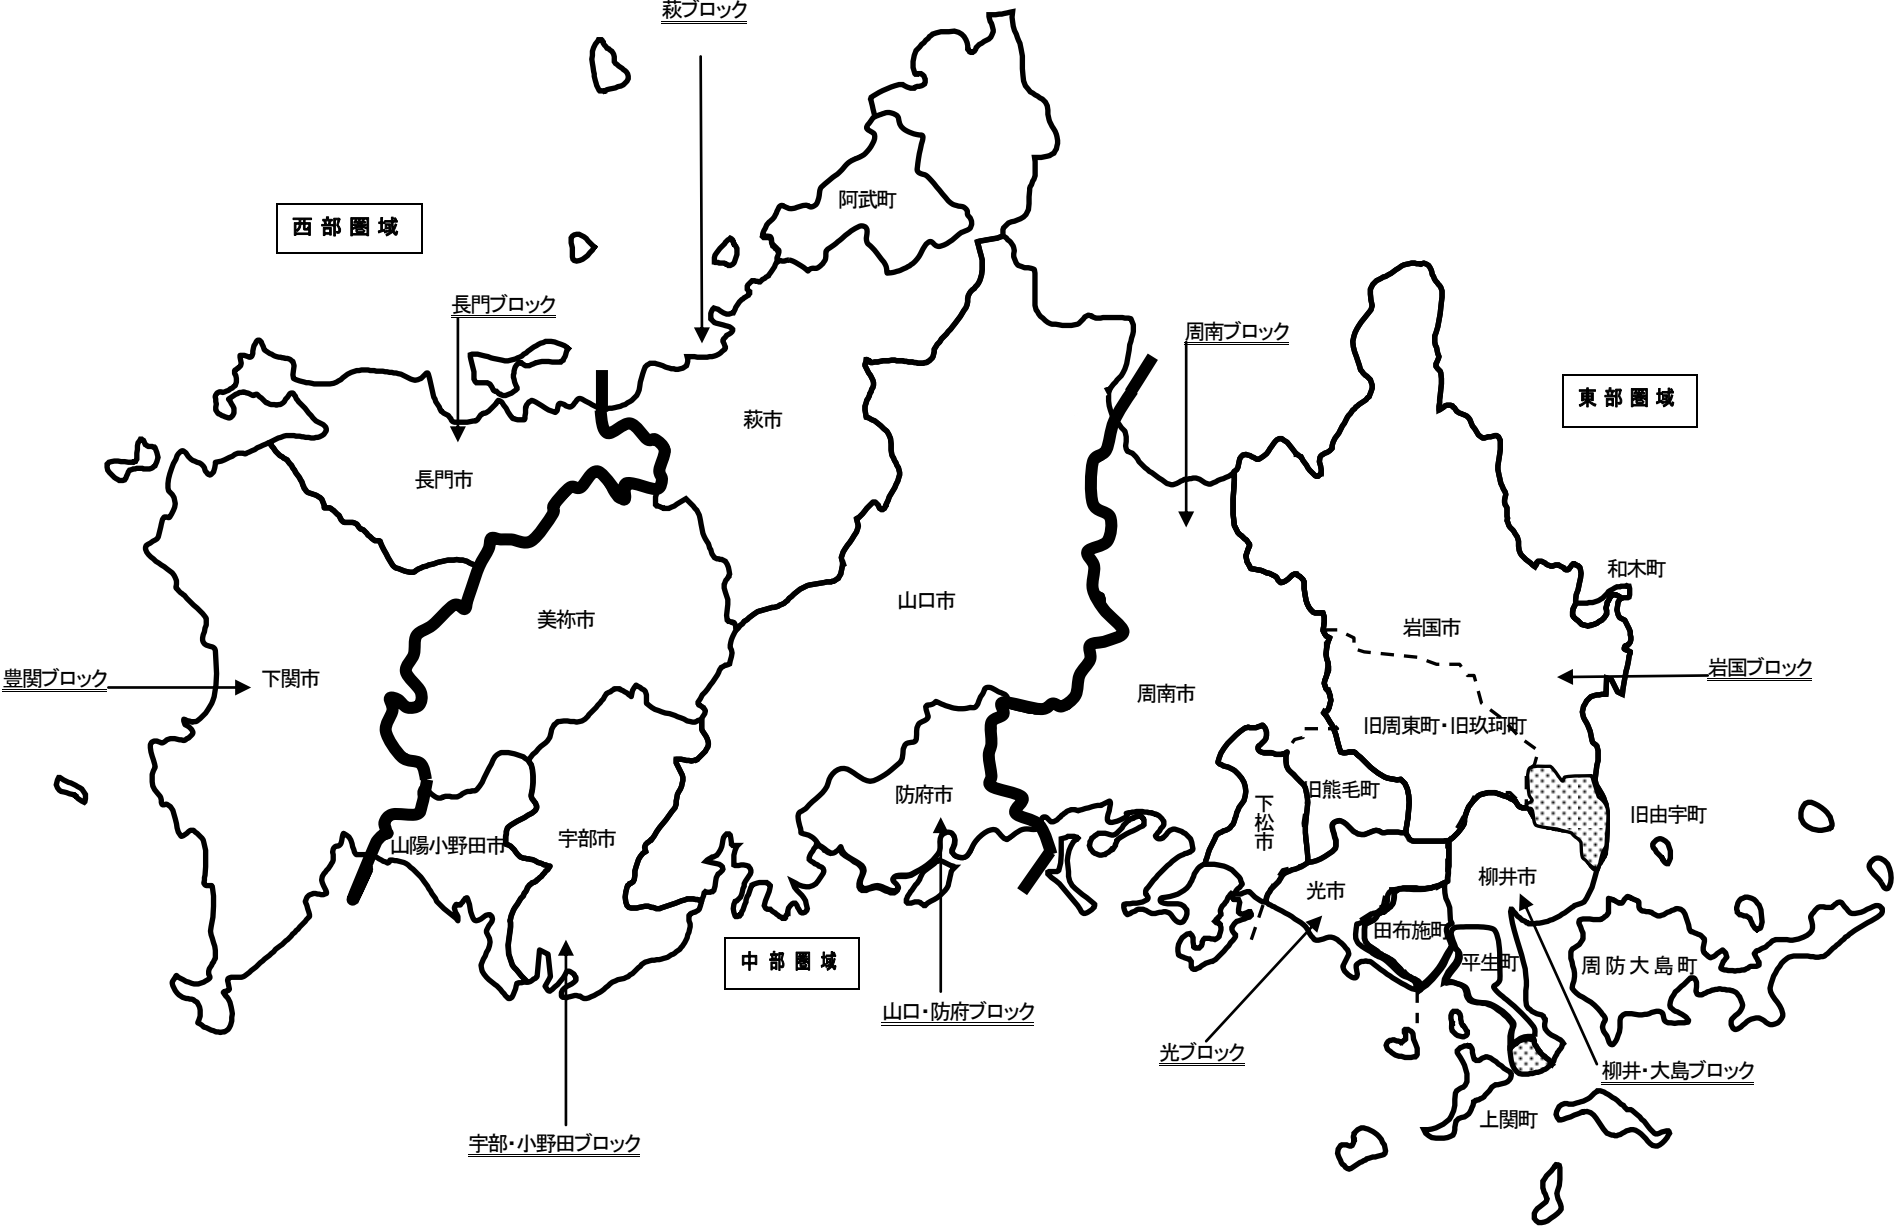 萩ブロック
阿武町
西部圏域
長門ブロック
周南ブロック
東部圏域
萩市
長門市
和木町
山口市
美祢市
岩国市
豊関ブロック
下関市
岩国ブロック
周南市
旧周東町・旧玖珂町
防府市
旧熊毛町
下松市
旧由宇町
山陽小野田市
宇部市
柳井市
光市
田布施町
中部圏域
平生町
周防大島町
山口・防府ブロック
光ブロック
柳井・大島ブロック
上関町
宇部・小野田ブロック